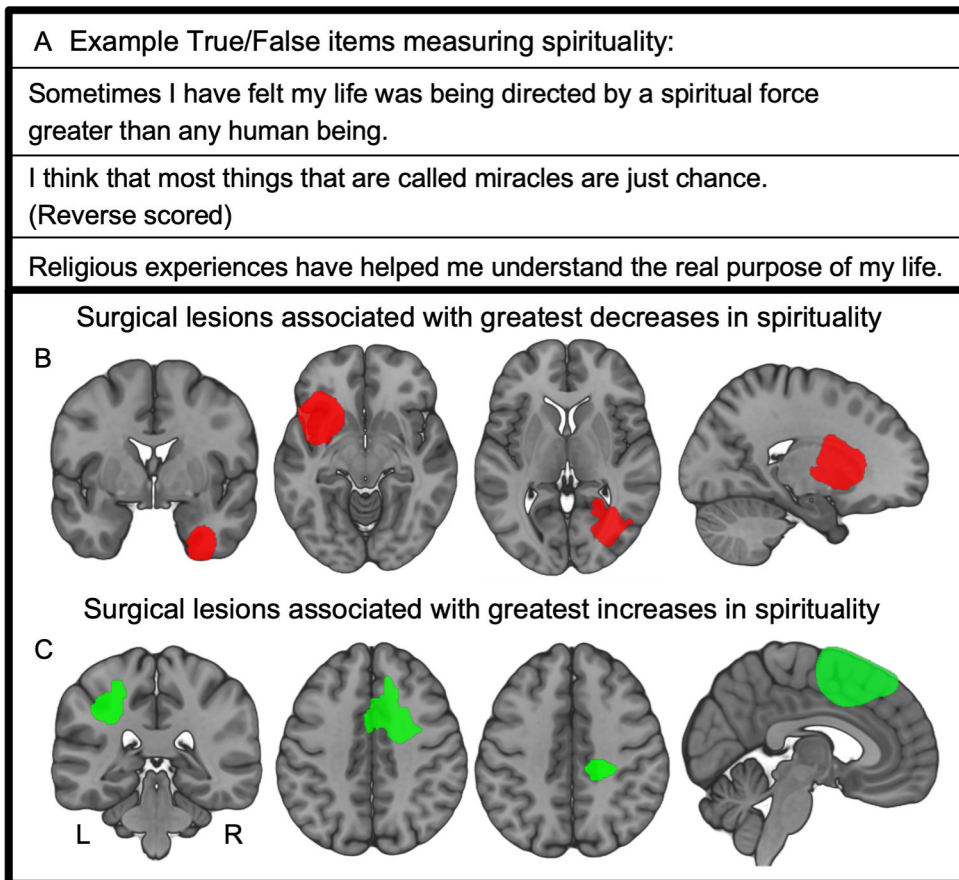 A Example True/False items measuring spirituality:
Sometimes I have felt my life was being directed by a spiritual force
greater than any human being.
I think that most things that are called miracles are just chance.
(Reverse scored)
Religious experiences have helped me understand the real purpose of my life.
Surgical lesions associated with greatest decreases in spirituality
B
Surgical lesions associated with greatest increases in spirituality
C
L R